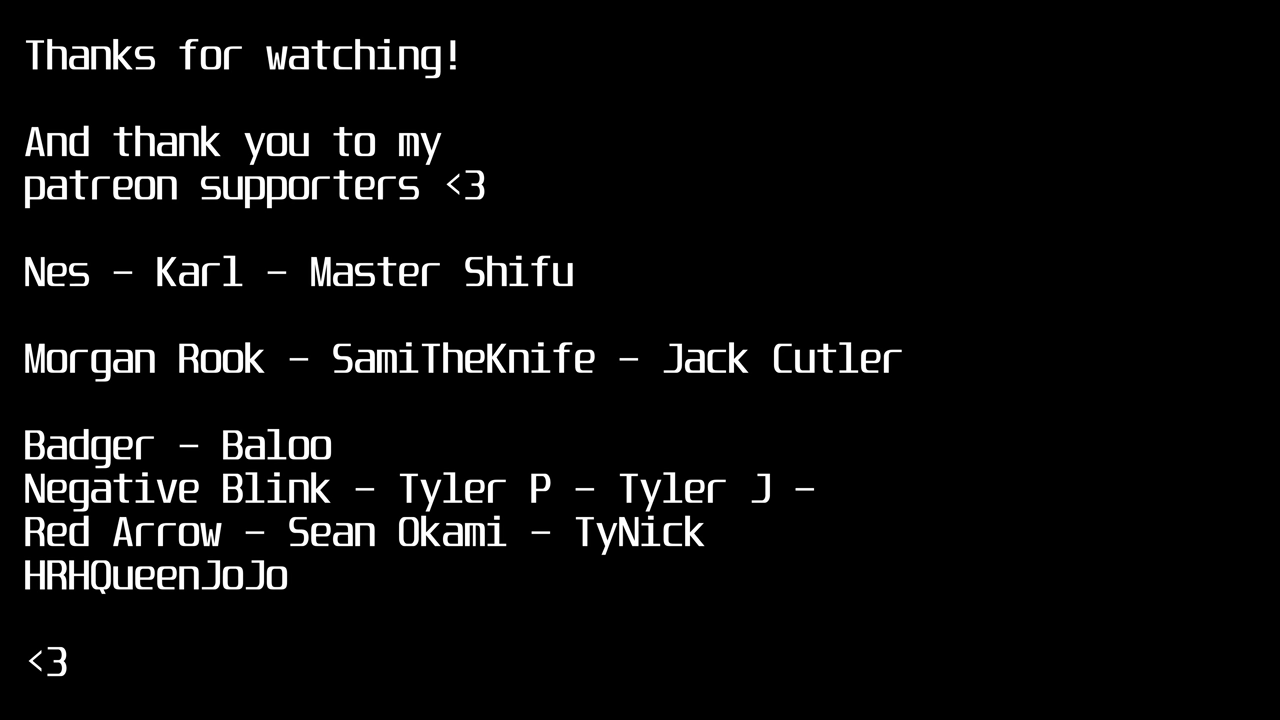 Thanks for watching!
And thank you to my
patreon supporters <3
Nes - Karl - Master Shifu
Morgan Rook - SamiTheKnife - Jack Cutler
Badger - Baloo
Negative Blink - Tyler P - Tyler J -
Red Arrow - Sean Okami - TyNick
HRHQueenJoJo
<3